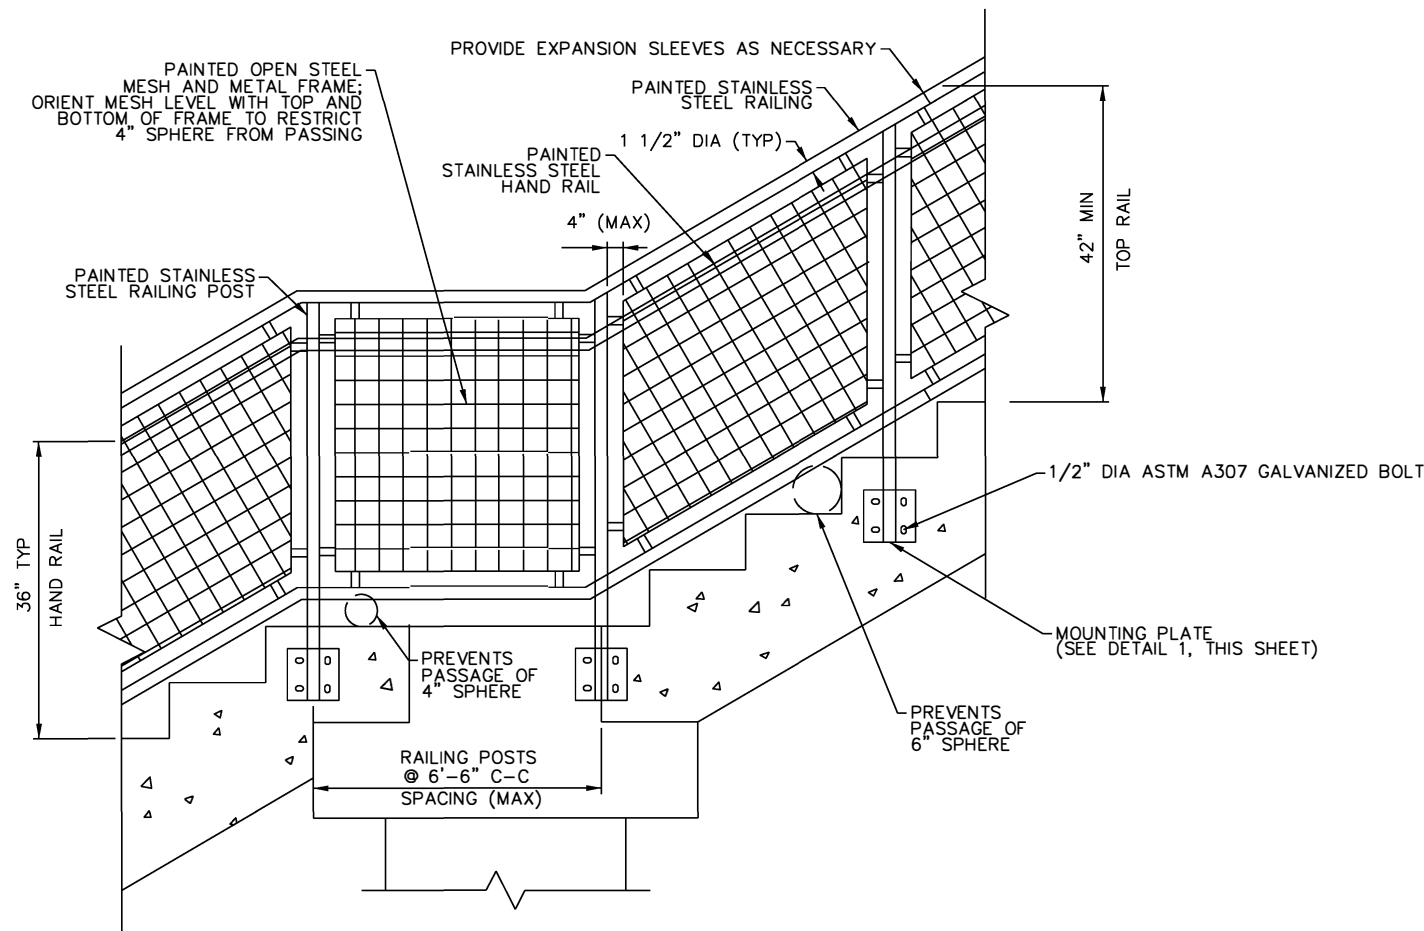 PROVIDE EXPANSION SLEEVES AS NECESSARY
PAINTED OPEN STEEL
MESH AND METAL FRAME;
ORIENT MESH LEVEL WITH TOP AND
BOTTOM OF FRAME TO RESTRICT
4" SPHERE FROM PASSING
PAINTED STAINLESS
STEEL RAILING
1 1/2" DIA (TYP)
PAINTED
STAINLESS STEEL
HAND RAIL
4" (MAX)
42" MIN
TOP RAIL
PAINTED STAINLESS
STEEL RAILING POST
1/2" DIA ASTM A307 GALVANIZED BOLT
36" TYP
HAND RAIL
MOUNTING PLATE
(SEE DETAIL 1, THIS SHEET)
PREVENTS
PASSAGE OF
4" SPHERE
PREVENTS
PASSAGE OF
6" SPHERE
RAILING POSTS
@ 6'-6" C-C
SPACING (MAX)